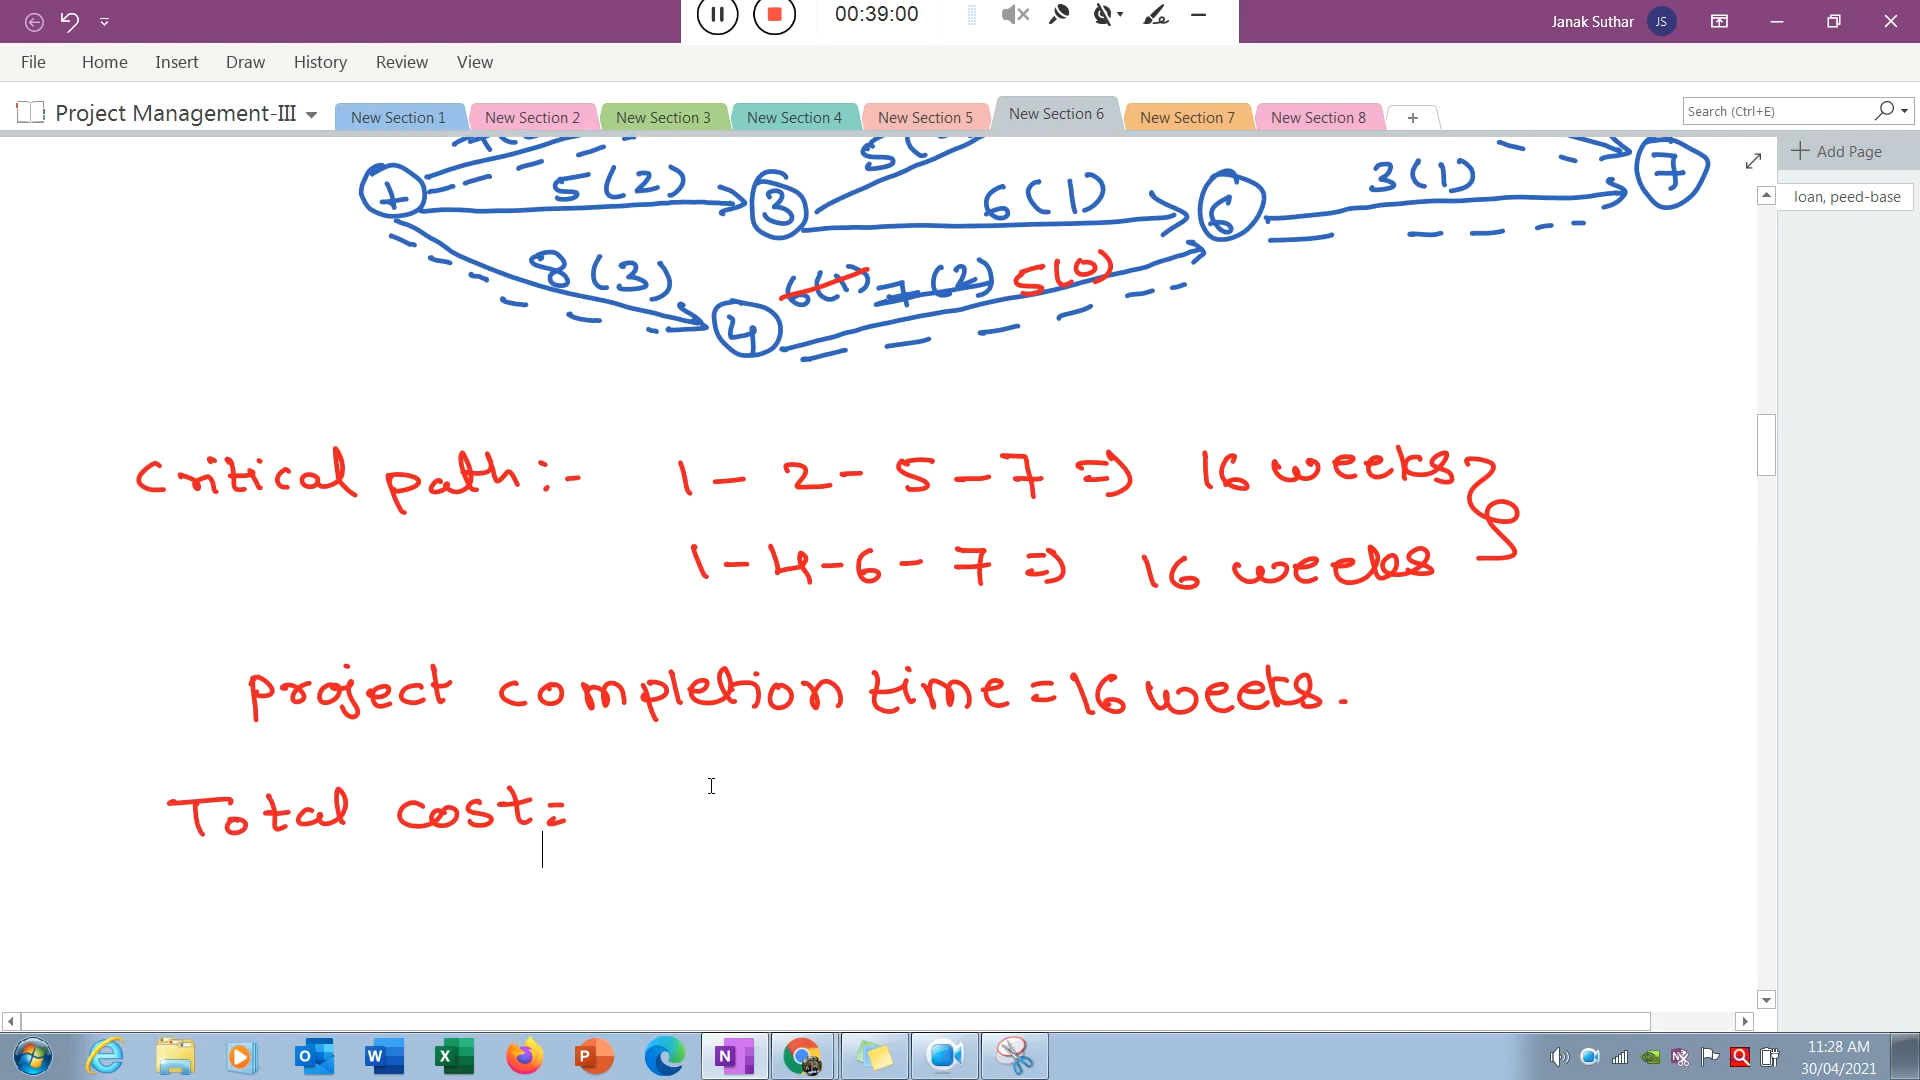 00:39:00
Janak Suthar JS
File Home Insert Draw History Review View
Project Management-III New Section 1 New Section 2 New Section 3 New Section 4 New Section 5 New Section 6 New Section 7 New Section 8 + Search (Ctrl+E)
Add Page
loan, peed-base
1 5(2) 3 6(1) 6 3(1) 7
8(3) 6(1) 7(2) 5(0)
4
Critical path:- 1-2-5-7 => 16 weeks
1-4-6-7 => 16 weeks
project completion time = 16 weeks.
Total cost=
11:28 AM
30/04/2021